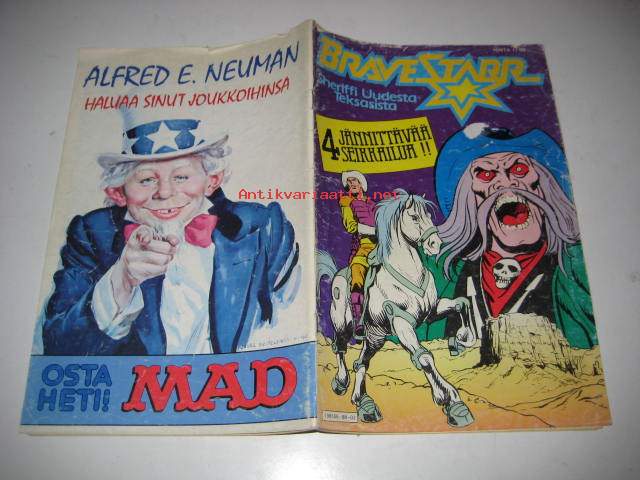 ALFRED E. NEUMAN
HALUAA SINUT JOUKKOIHINSA
OSTA
HETI!
MAD
BRAVESTARR
Sheriffi Uudesta
Teksasista
4 JÄNNITTÄVÄÄ
SEIKKAILUA !!
Antikvariaatti.net